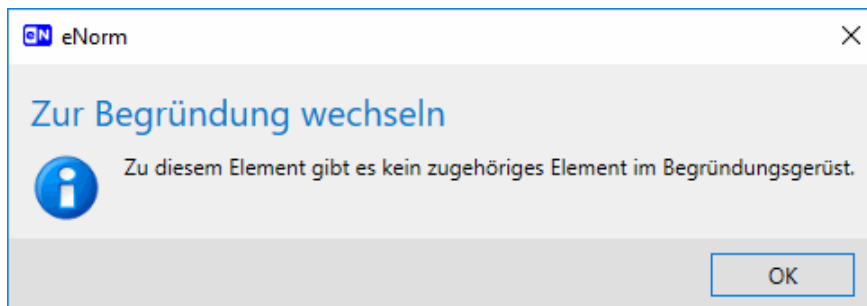 eN eNorm
Zur Begründung wechseln
Zu diesem Element gibt es kein zugehöriges Element im Begründungsgerüst.
OK